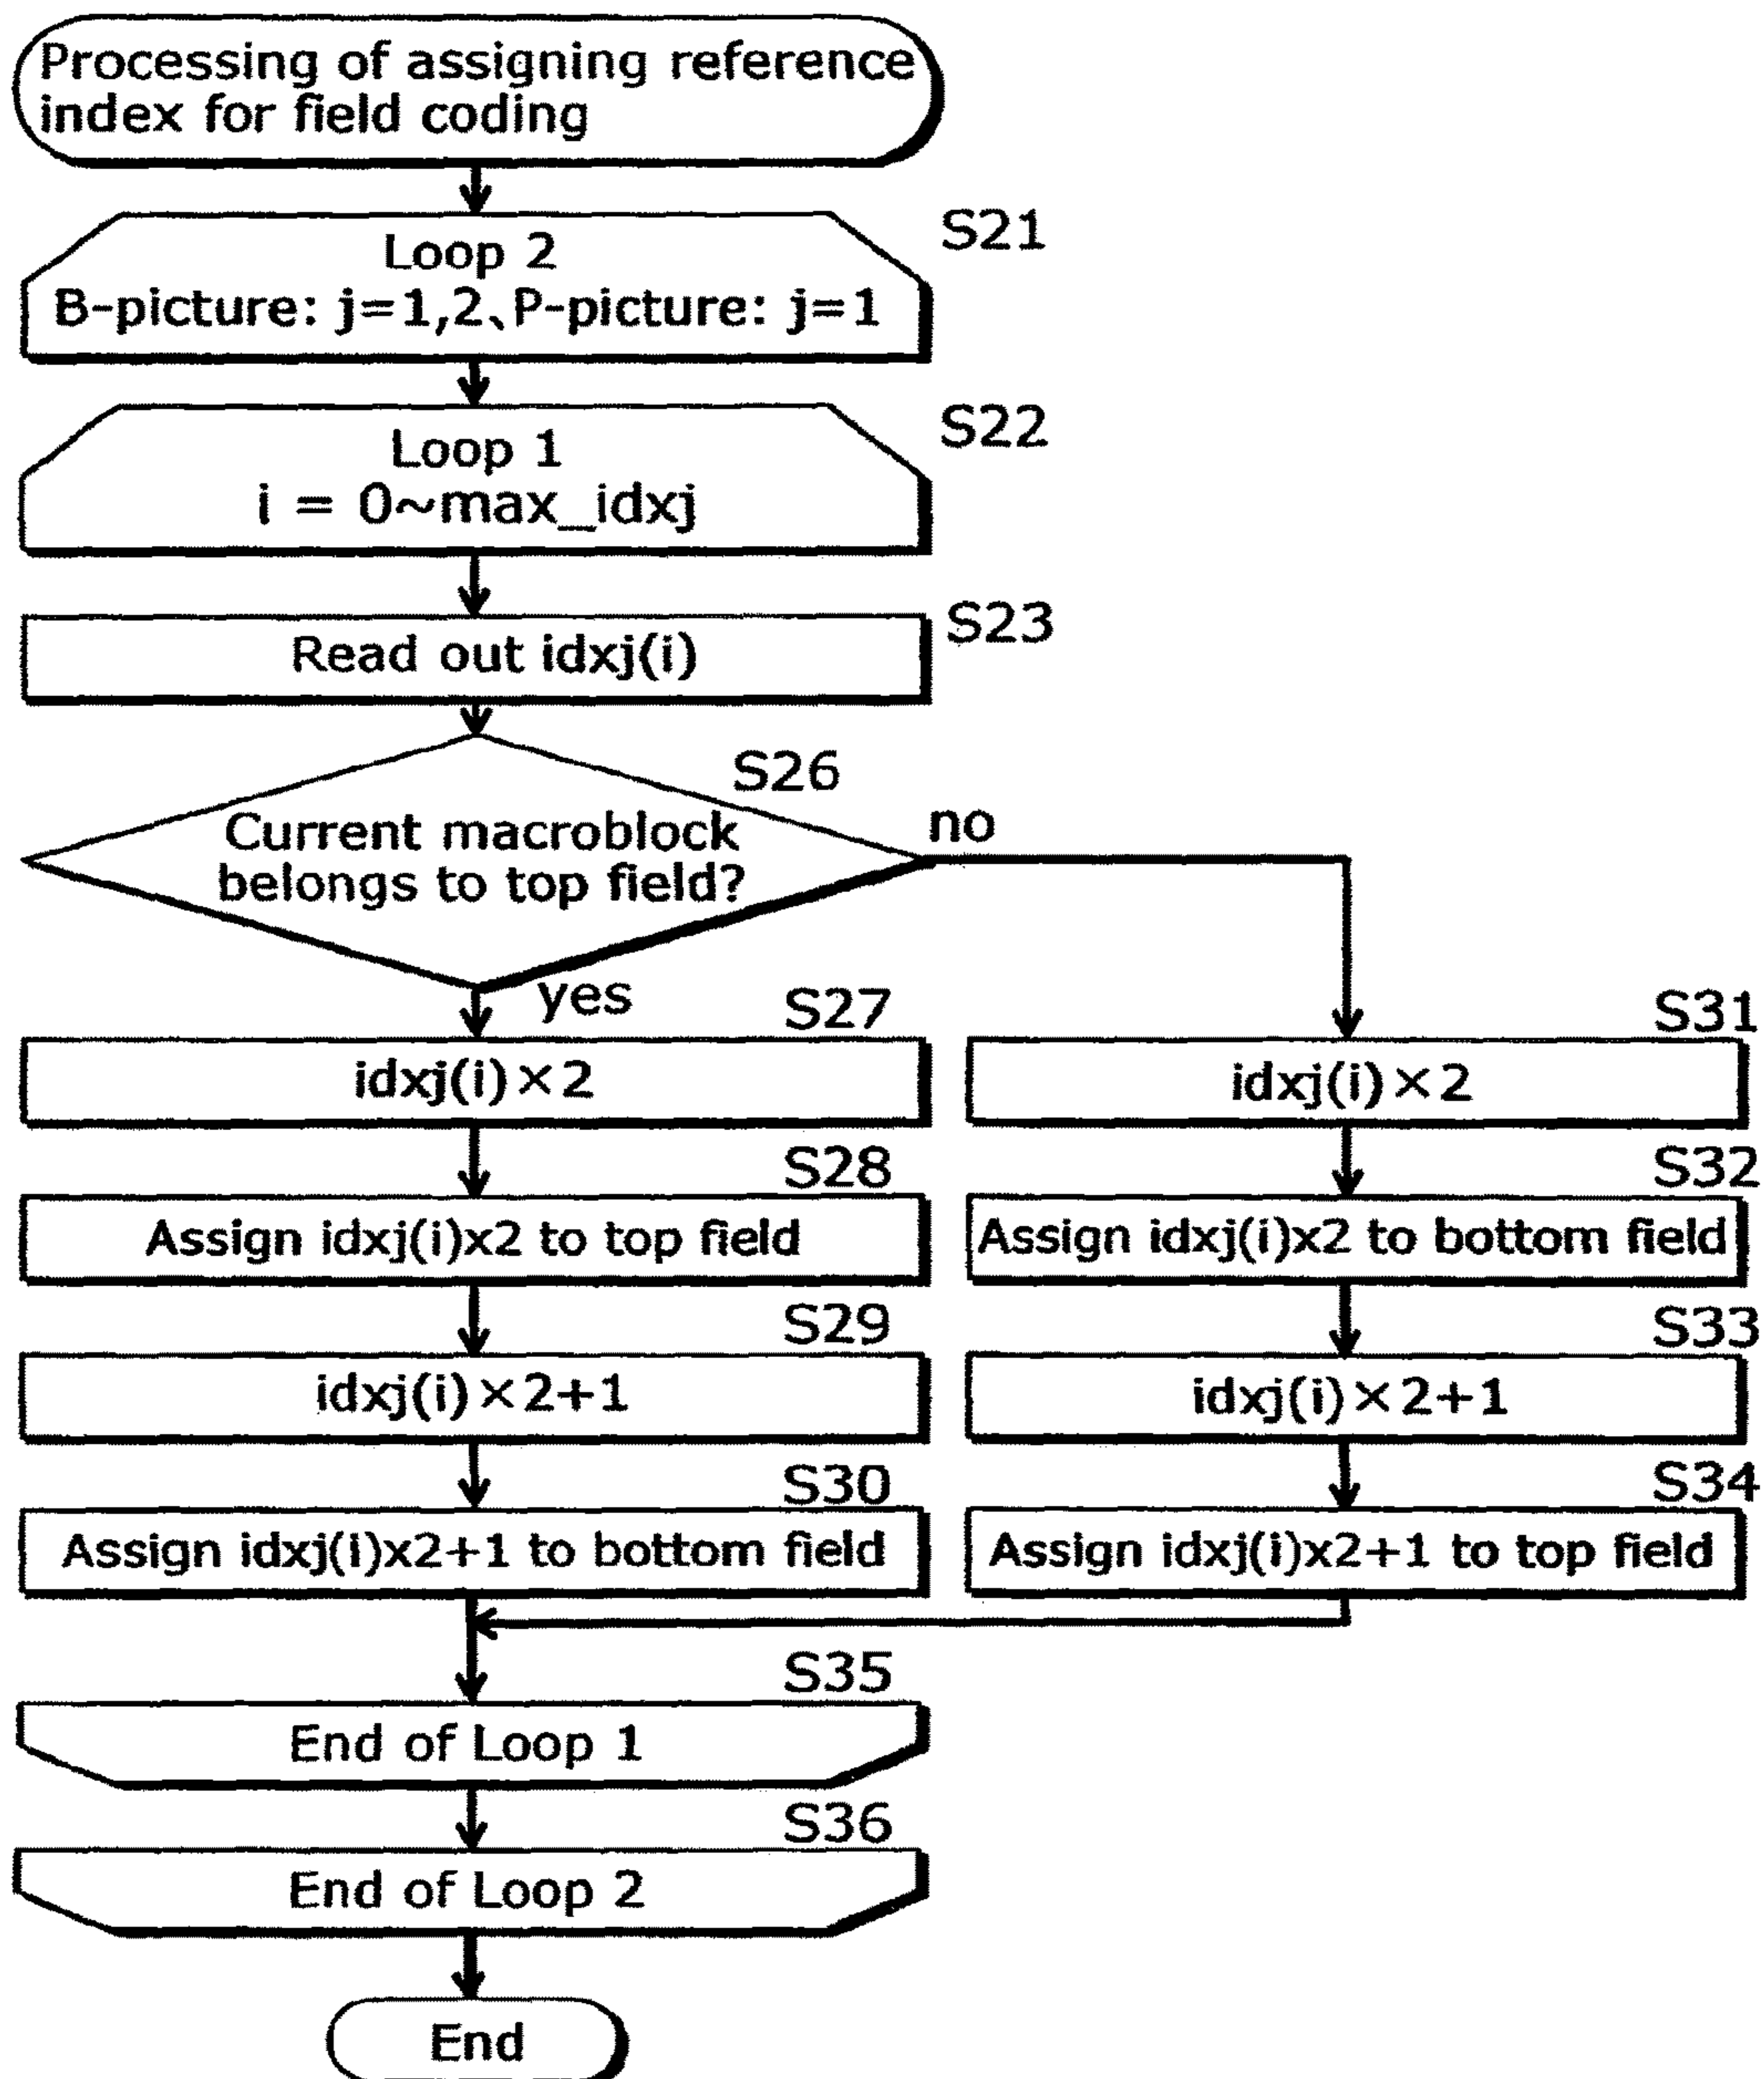 Processing of assigning reference
index for field coding
S21
Loop 2
B-picture: j=1,2、P-picture: j=1
S22
Loop 1
i = 0~max_idxj
S23
Read out idxj(i)
S26
Current macroblock
belongs to top field?
no
yes
S27
idxj(i)×2
S28
Assign idxj(i)x2 to top field
S29
idxj(i)×2+1
S30
Assign idxj(i)x2+1 to bottom field
S31
idxj(i)×2
S32
Assign idxj(i)x2 to bottom field
S33
idxj(i)×2+1
S34
Assign idxj(i)x2+1 to top field
S35
End of Loop 1
S36
End of Loop 2
End